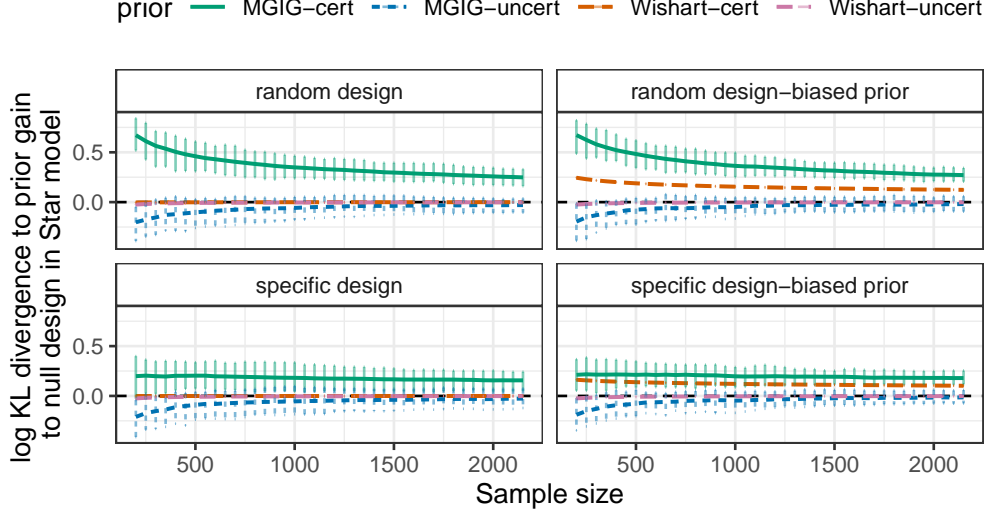 prior MGIG−cert MGIG−uncert Wishart−cert Wishart−uncert
random design random design−biased prior
log KL divergence to prior gain
to null design in Star model
0.5
0.0
specific design specific design−biased prior
0.5
0.0
500 1000 1500 2000 500 1000 1500 2000
Sample size